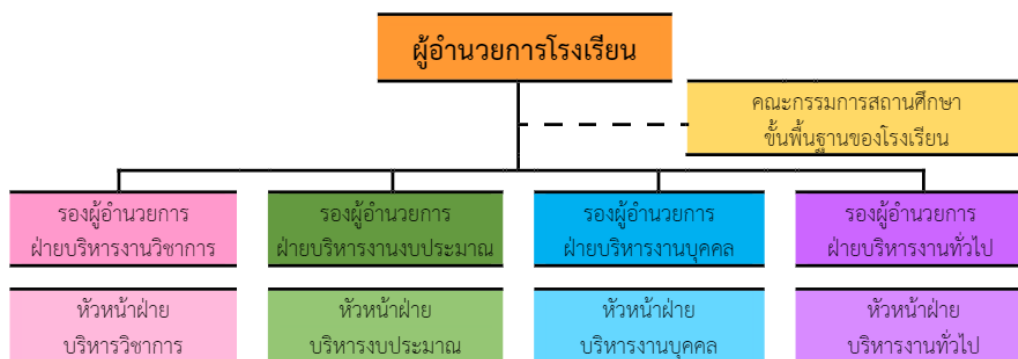 ผู้อำนวยการโรงเรียน
คณะกรรมการสถานศึกษา
ขั้นพื้นฐานของโรงเรียน
รองผู้อำนวยการ
ฝ่ายบริหารงานวิชาการ
รองผู้อำนวยการ
ฝ่ายบริหารงานงบประมาณ
รองผู้อำนวยการ
ฝ่ายบริหารงานบุคคล
รองผู้อำนวยการ
ฝ่ายบริหารงานทั่วไป
หัวหน้าฝ่าย
บริหารวิชาการ
หัวหน้าฝ่าย
บริหารงบประมาณ
หัวหน้าฝ่าย
บริหารงานบุคคล
หัวหน้าฝ่าย
บริหารงานทั่วไป